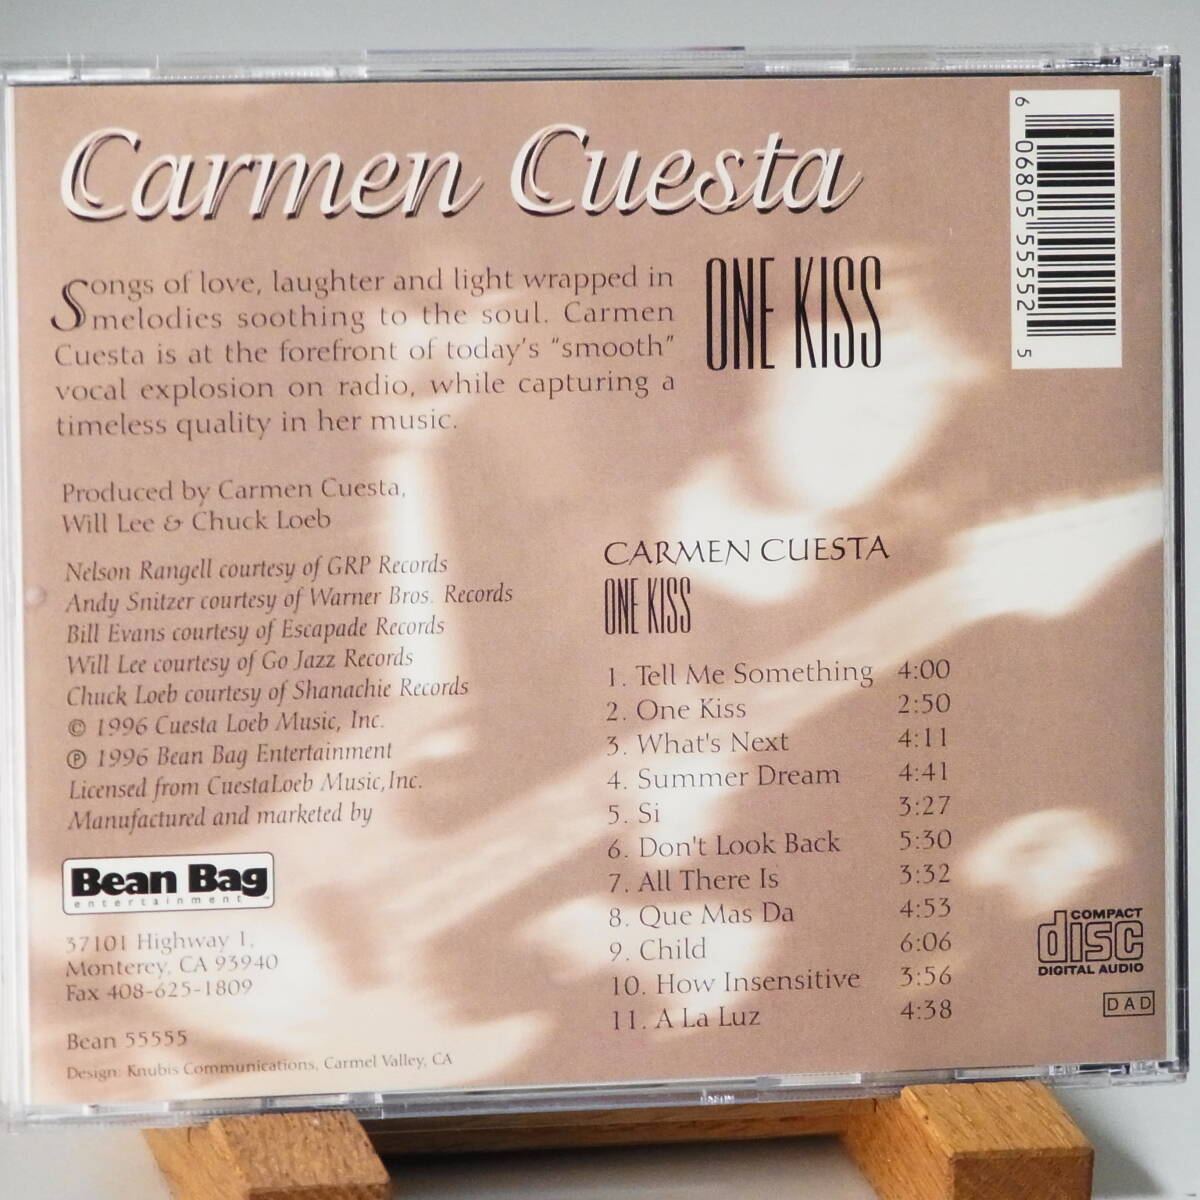 Carmen Cuesta
ONE KISS
Songs of love, laughter and light wrapped in
melodies soothing to the soul. Carmen
Cuesta is at the forefront of today's "smooth"
vocal explosion on radio, while capturing a
timeless quality in her music.
Produced by Carmen Cuesta,
Will Lee & Chuck Loeb
Nelson Rangell courtesy of GRP Records
Andy Snitzer courtesy of Warner Bros. Records
Bill Evans courtesy of Escapade Records
Will Lee courtesy of Go Jazz Records
Chuck Loeb courtesy of Shanachie Records
© 1996 Cuesta Loeb Music, Inc.
℗ 1996 Bean Bag Entertainment
Licensed from CuestaLoeb Music,Inc.
Manufactured and marketed by
Bean Bag
entertainment™
37101 Highway 1,
Monterey, CA 93940
Fax 408-625-1809
Bean 55555
Design: Knubis Communications, Carmel Valley, CA
CARMEN CUESTA
ONE KISS
1. Tell Me Something 4:00
2. One Kiss 2:50
3. What's Next 4:11
4. Summer Dream 4:41
5. Si 3:27
6. Don't Look Back 5:30
7. All There Is 3:32
8. Que Mas Da 4:53
9. Child 6:06
10. How Insensitive 3:56
11. A La Luz 4:38
6 06805 55552 5
COMPACT
disc
DIGITAL AUDIO
DAD